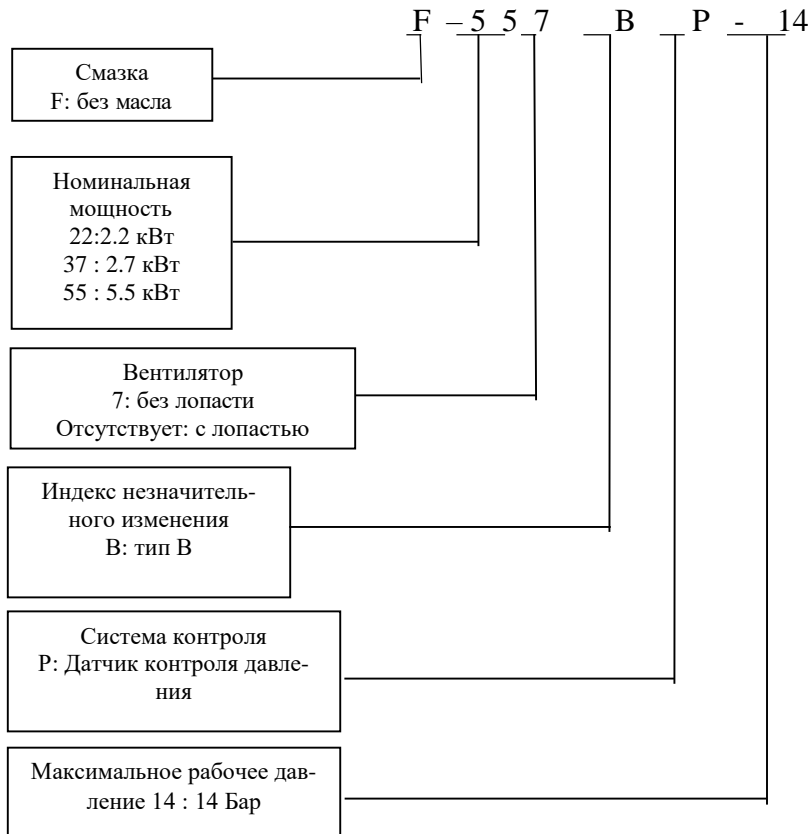 F – 5 5 7 B P - 14
Смазка
F: без масла
Номинальная
мощность
22:2.2 кВт
37 : 2.7 кВт
55 : 5.5 кВт
Вентилятор
7: без лопасти
Отсутствует: с лопастью
Индекс незначитель-
ного изменения
В: тип В
Система контроля
Р: Датчик контроля давле-
ния
Максимальное рабочее дав-
ление 14 : 14 Бар